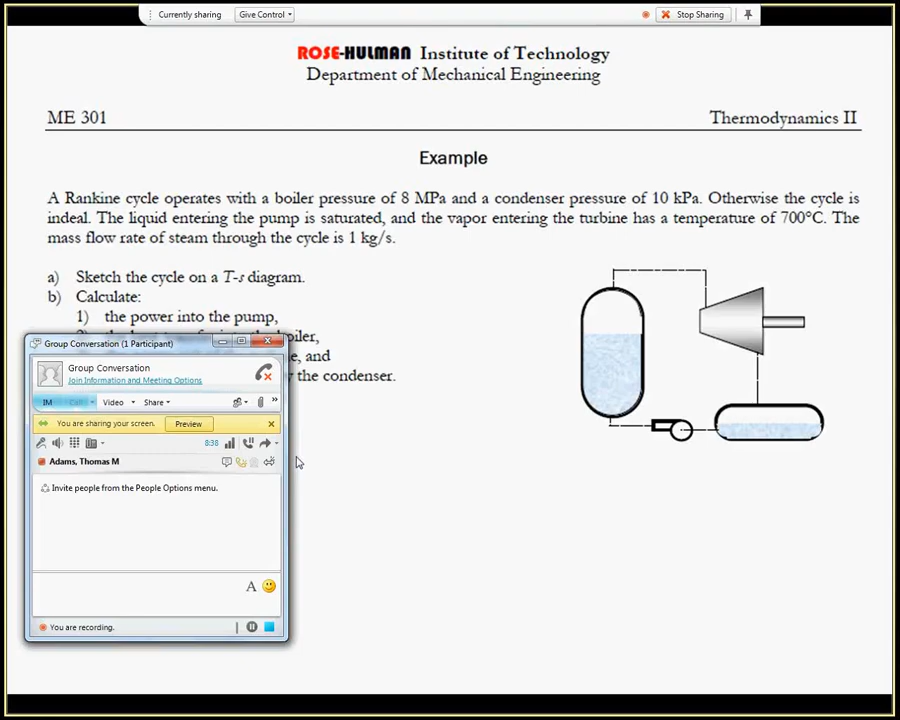 Currently sharing Give Control Stop Sharing
ROSE-HULMAN Institute of Technology
Department of Mechanical Engineering
ME 301 Thermodynamics II
Example
A Rankine cycle operates with a boiler pressure of 8 MPa and a condenser pressure of 10 kPa. Otherwise the cycle is
indeal. The liquid entering the pump is saturated, and the vapor entering the turbine has a temperature of 700°C. The
mass flow rate of steam through the cycle is 1 kg/s.
a) Sketch the cycle on a T-s diagram.
b) Calculate:
1) the power into the pump,
oiler,
e, and
the condenser.
Group Conversation (1 Participant)
Group Conversation
Join Information and Meeting Options
IM Call Video Share
You are sharing your screen. Preview
8:38
Adams, Thomas M
Invite people from the People Options menu.
A
You are recording.